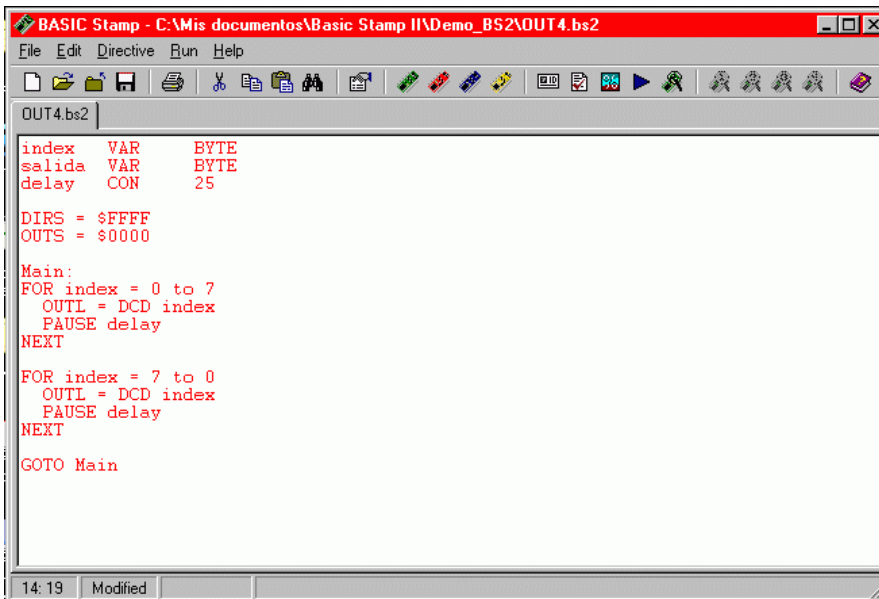 BASIC Stamp - C:\Mis documentos\Basic Stamp II\Demo_BS2\OUT4.bs2
File Edit Directive Run Help
OUT4.bs2
index VAR BYTE
salida VAR BYTE
delay CON 25
DIRS = $FFFF
OUTS = $0000
Main:
FOR index = 0 to 7
OUTL = DCD index
PAUSE delay
NEXT
FOR index = 7 to 0
OUTL = DCD index
PAUSE delay
NEXT
GOTO Main
14: 19 Modified